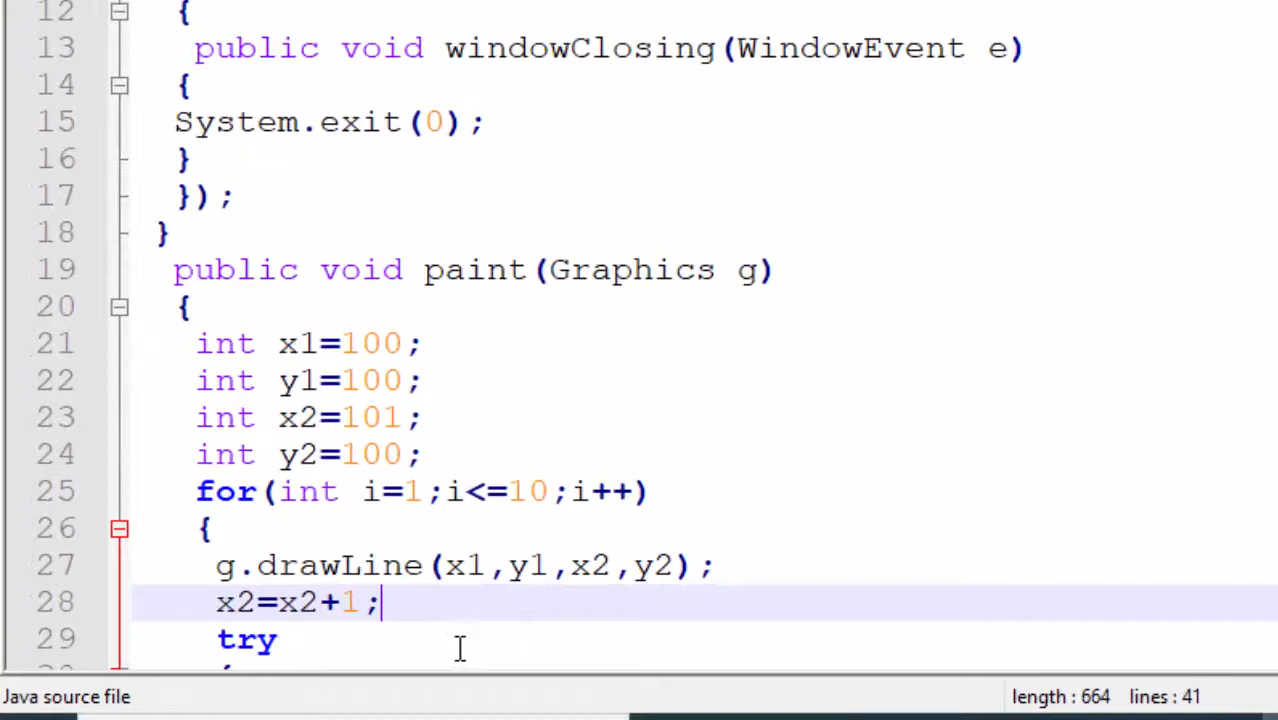 12 {
13 public void windowClosing(WindowEvent e)
14 {
15 System.exit(0);
16 }
17 });
18 }
19 public void paint(Graphics g)
20 {
21 int x1=100;
22 int y1=100;
23 int x2=101;
24 int y2=100;
25 for(int i=1;i<=10;i++)
26 {
27 g.drawLine(x1,y1,x2,y2);
28 x2=x2+1;
29 try
Java source file length : 664 lines : 41